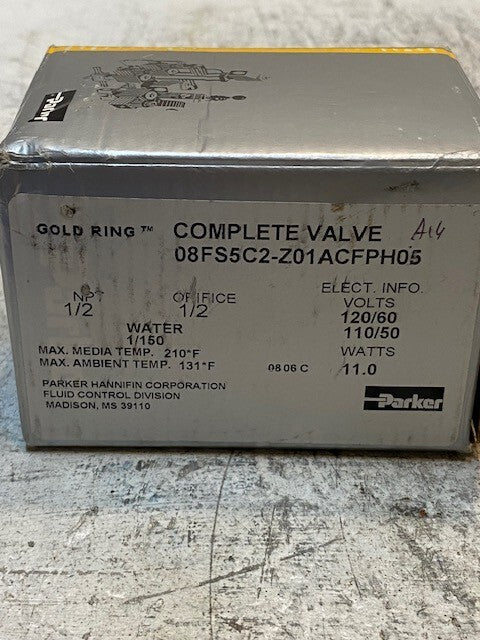 Parker
GOLD RING™ COMPLETE VALVE A14
08FS5C2-Z01ACFPH05
NPT ORIFICE ELECT. INFO.
1/2 1/2 VOLTS
WATER 120/60
1/150 110/50
MAX. MEDIA TEMP. 210°F WATTS
MAX. AMBIENT TEMP. 131°F 0806 C 11.0
PARKER HANNIFIN CORPORATION
FLUID CONTROL DIVISION
MADISON, MS 39110
Parker